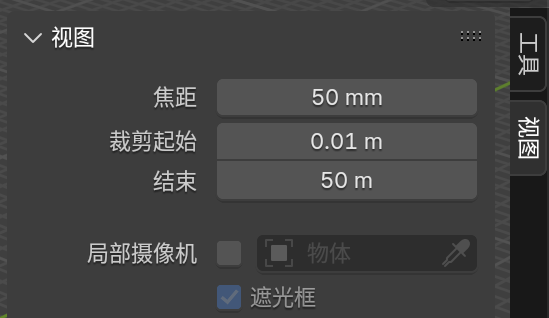 视图
焦距 50 mm
裁剪起始 0.01 m
结束 50 m
局部摄像机 物体
遮光框
工具
视图